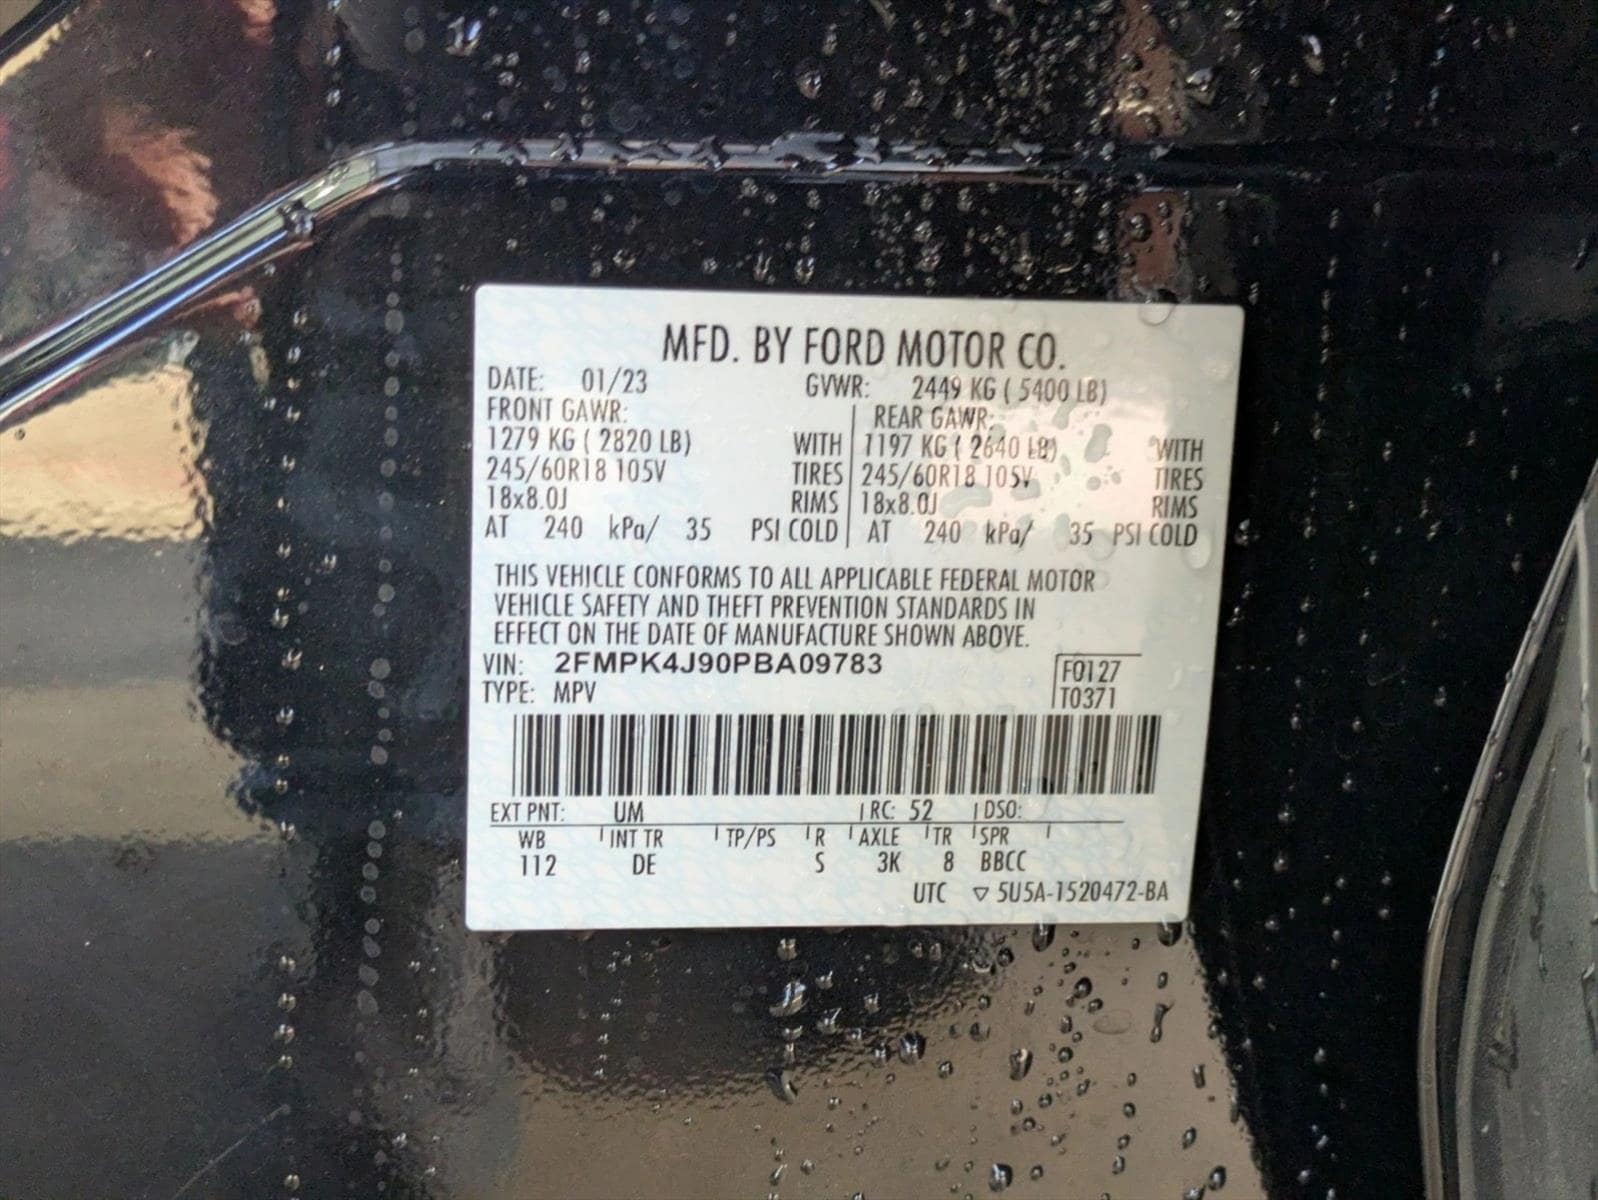 MFD. BY FORD MOTOR CO.
DATE: 01/23 GVWR: 2449 KG ( 5400 LB)
FRONT GAWR: REAR GAWR:
1279 KG ( 2820 LB) WITH 1197 KG ( 2640 LB) WITH
245/60R18 105V TIRES 245/60R18 105V TIRES
18x8.0J RIMS 18x8.0J RIMS
AT 240 kPa/ 35 PSI COLD AT 240 kPa/ 35 PSI COLD
THIS VEHICLE CONFORMS TO ALL APPLICABLE FEDERAL MOTOR
VEHICLE SAFETY AND THEFT PREVENTION STANDARDS IN
EFFECT ON THE DATE OF MANUFACTURE SHOWN ABOVE.
VIN: 2FMPK4J90PBA09783 F0127
TYPE: MPV T0371
EXT PNT: UM RC: 52 DSO:
WB INT TR TP/PS R AXLE TR SPR
112 DE S 3K 8 BBCC
UTC ▽ 5U5A-1520472-BA